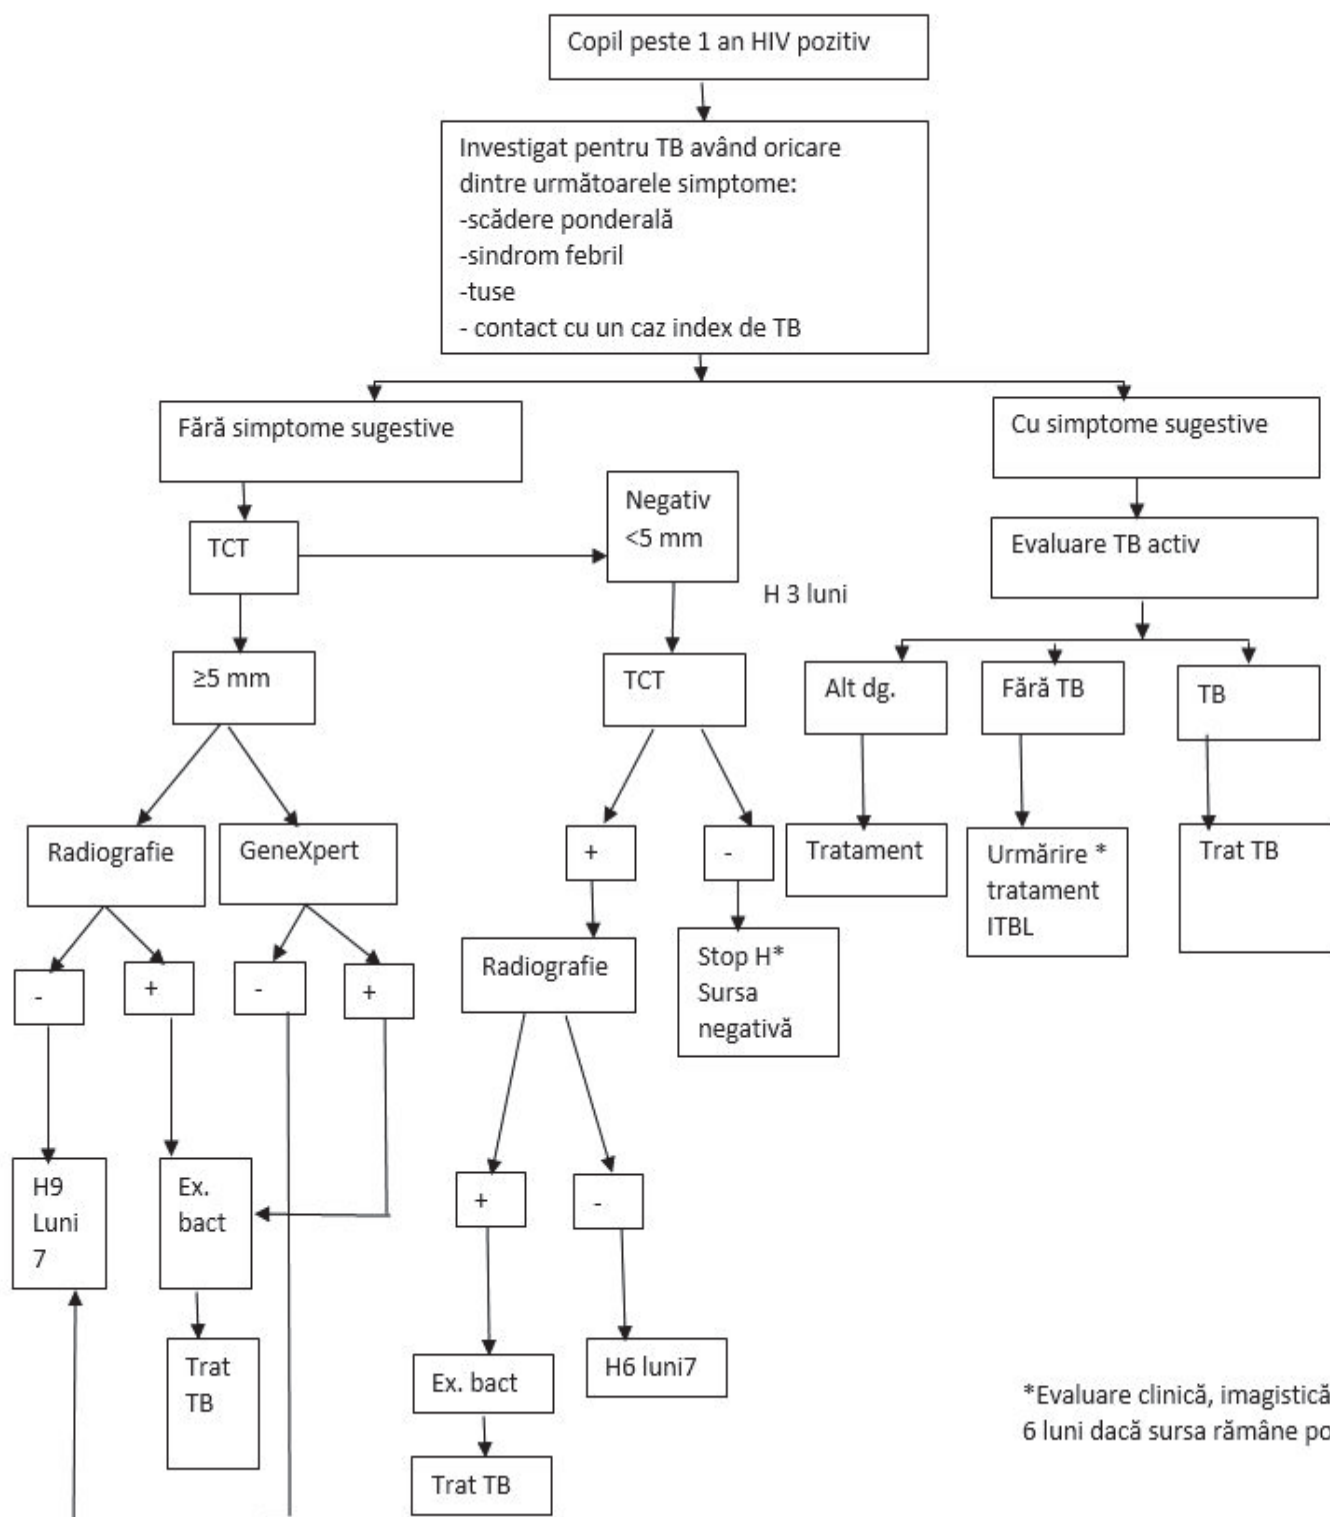 Copil peste 1 an HIV pozitiv
Investigat pentru TB având oricare
dintre următoarele simptome:
-scădere ponderală
-sindrom febril
-tuse
- contact cu un caz index de TB
Fără simptome sugestive
Cu simptome sugestive
TCT
Negativ
<5 mm
Evaluare TB activ
H 3 luni
≥5 mm
TCT
Alt dg.
Fără TB
TB
Radiografie
GeneXpert
+
-
Tratament
Urmărire *
tratament
ITBL
Trat TB
-
+
-
+
Radiografie
Stop H*
Sursa
negativă
H9
Luni
7
Ex.
bact
+
-
Trat
TB
Ex. bact
H6 luni7
Trat TB
*Evaluare clinică, imagistică
6 luni dacă sursa rămâne po